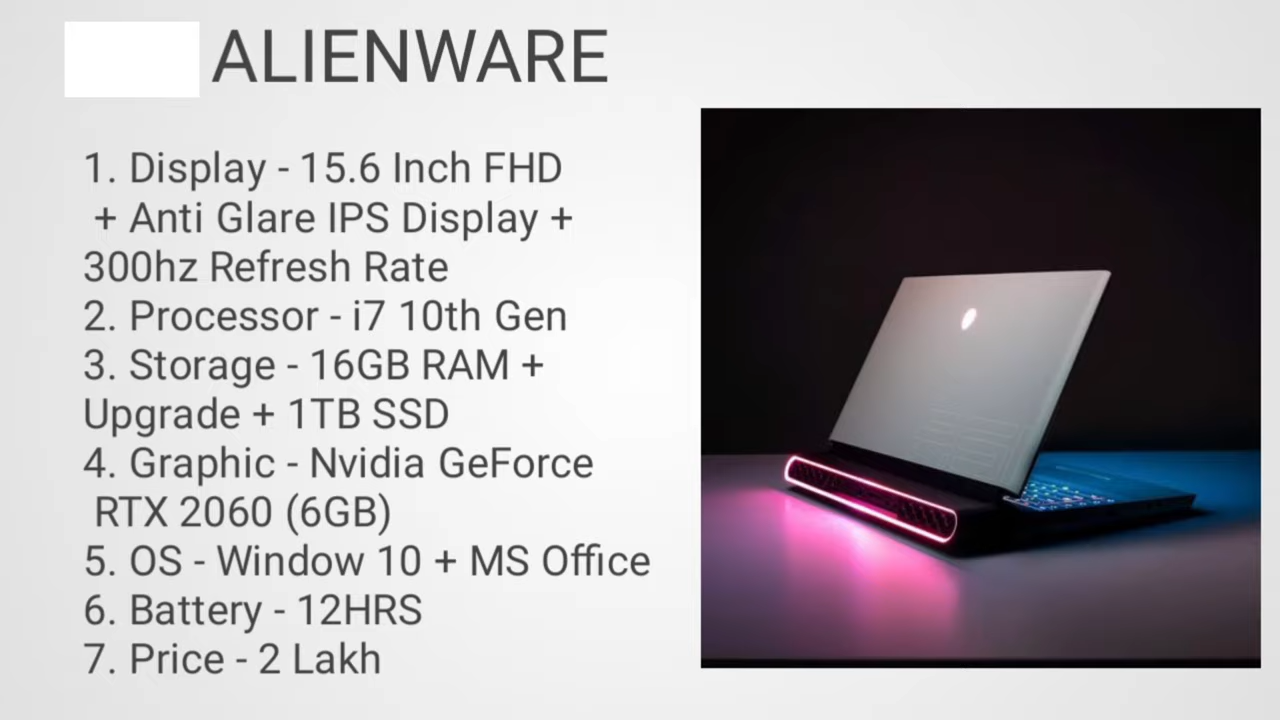 ALIENWARE
1. Display - 15.6 Inch FHD
+ Anti Glare IPS Display +
300hz Refresh Rate
2. Processor - i7 10th Gen
3. Storage - 16GB RAM +
Upgrade + 1TB SSD
4. Graphic - Nvidia GeForce
RTX 2060 (6GB)
5. OS - Window 10 + MS Office
6. Battery - 12HRS
7. Price - 2 Lakh